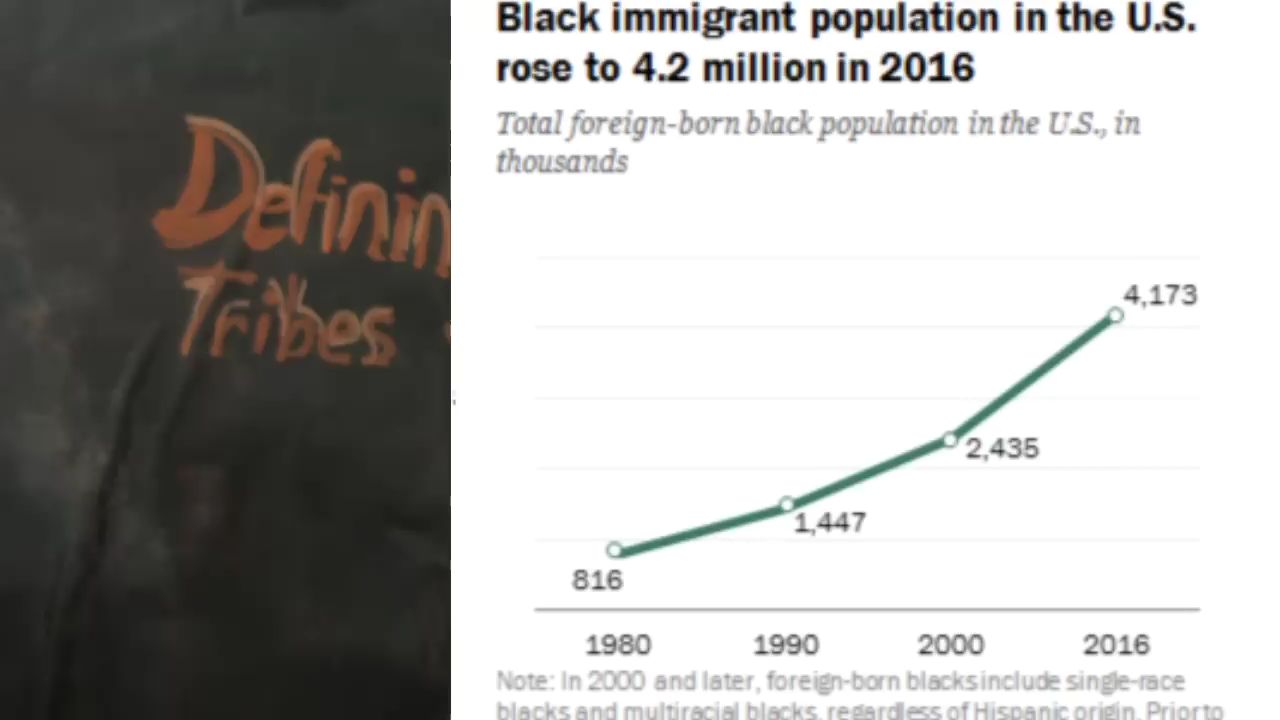 Definin
Tribes
Black immigrant population in the U.S.
rose to 4.2 million in 2016
Total foreign-born black population in the U.S., in
thousands
4,173
2,435
1,447
816
1980 1990 2000 2016
Note: In 2000 and later, foreign-born blacks include single-race
blacks and multiracial blacks, regardless of Hispanic origin. Prior to